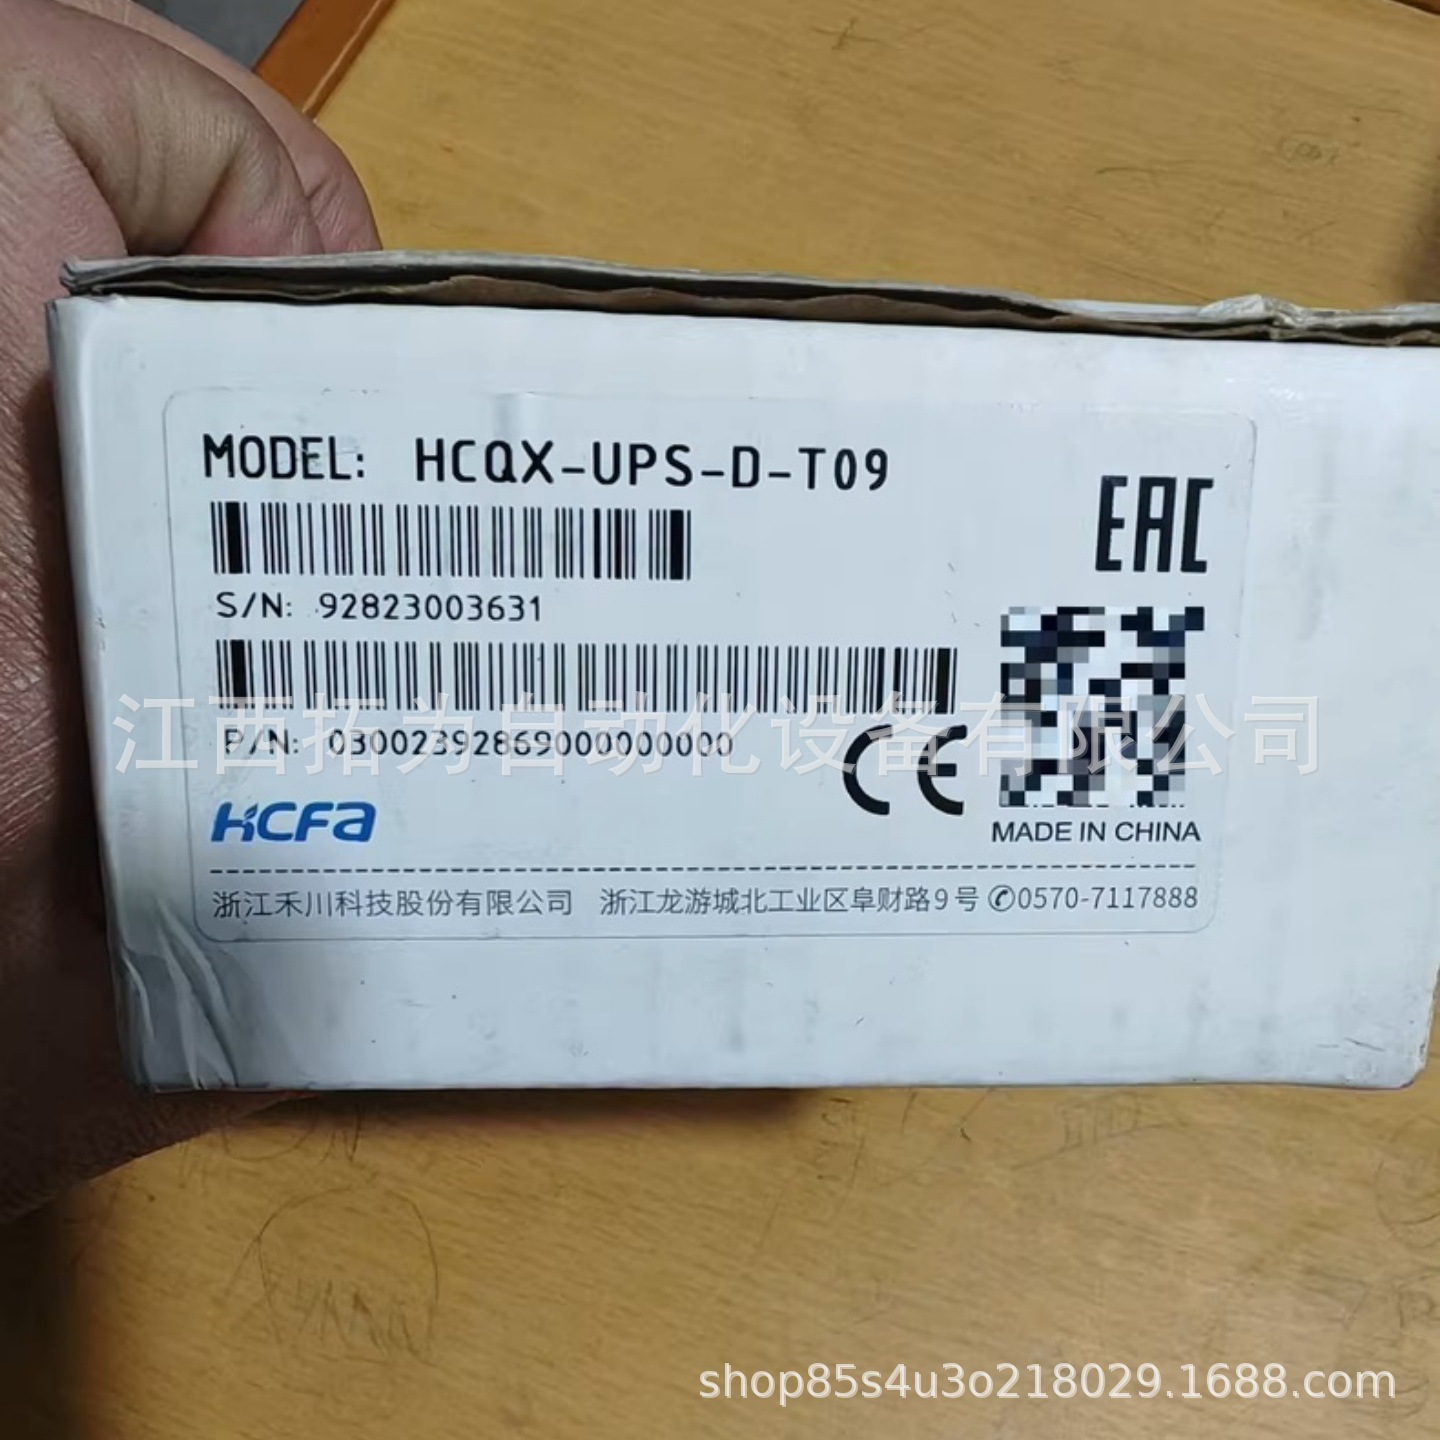 MODEL: HCQX-UPS-D-T09
EAC
S/N: 92823003631
江西拓为自动化设备有限公司
P/N: 03002392869000000000
CE
HCFa
MADE IN CHINA
浙江禾川科技股份有限公司 浙江龙游城北工业区阜财路9号 ✆0570-7117888
shop85s4u3o218029.1688.com